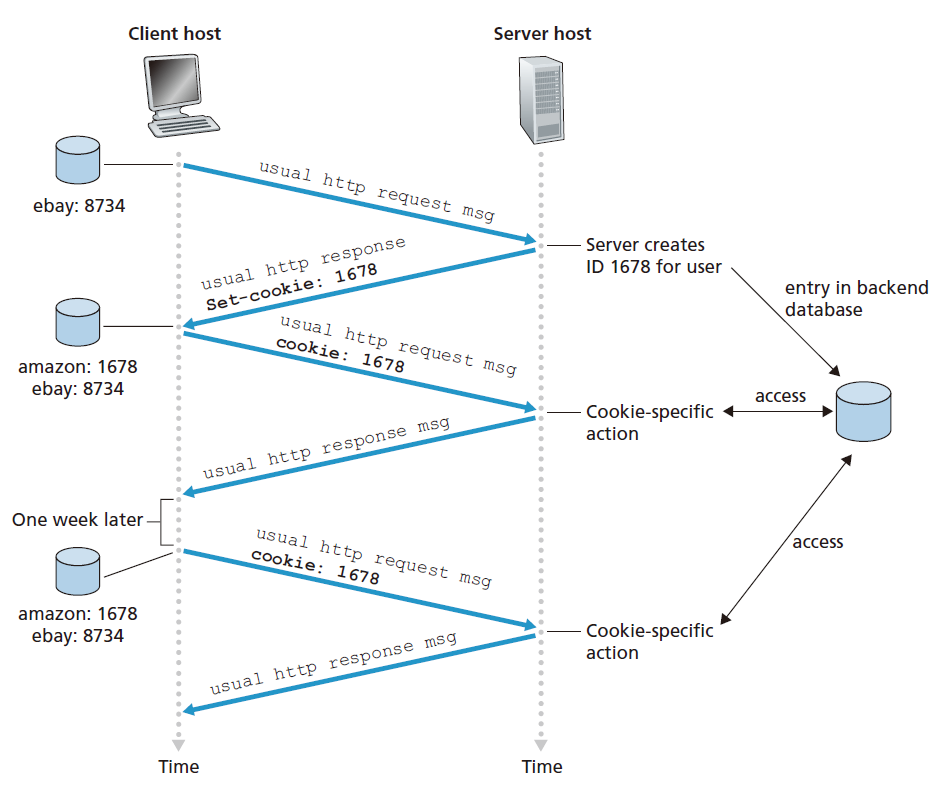 Client host
Server host
usual http request msg
ebay: 8734
Server creates
ID 1678 for user
usual http response
Set-cookie: 1678
entry in backend
database
usual http request msg
cookie: 1678
amazon: 1678
ebay: 8734
access
Cookie-specific
action
usual http response msg
One week later
usual http request msg
cookie: 1678
access
amazon: 1678
ebay: 8734
Cookie-specific
action
usual http response msg
Time
Time